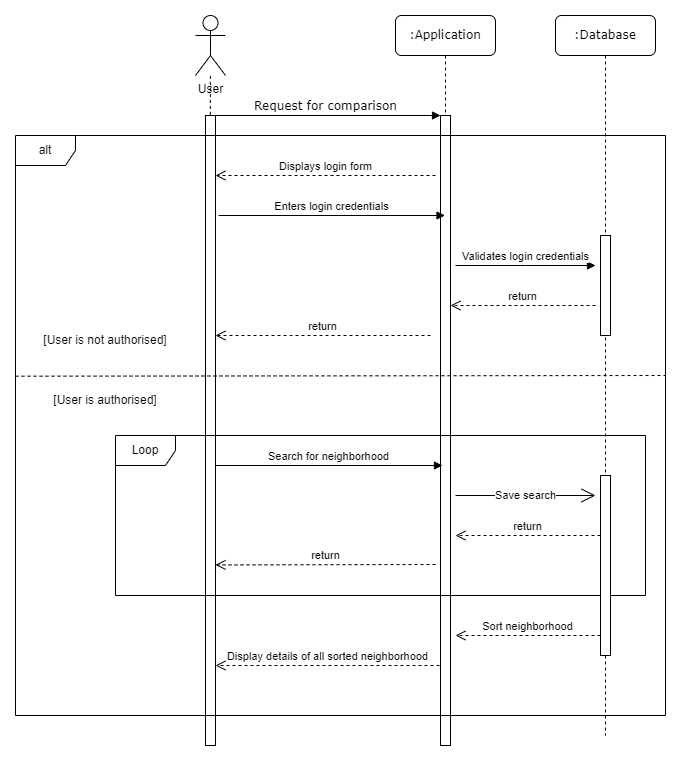 :Application
:Database
User
Request for comparison
alt
Displays login form
Enters login credentials
Validates login credentials
return
return
[User is not authorised]
[User is authorised]
Loop
Search for neighborhood
Save search
return
return
Sort neighborhood
Display details of all sorted neighborhood